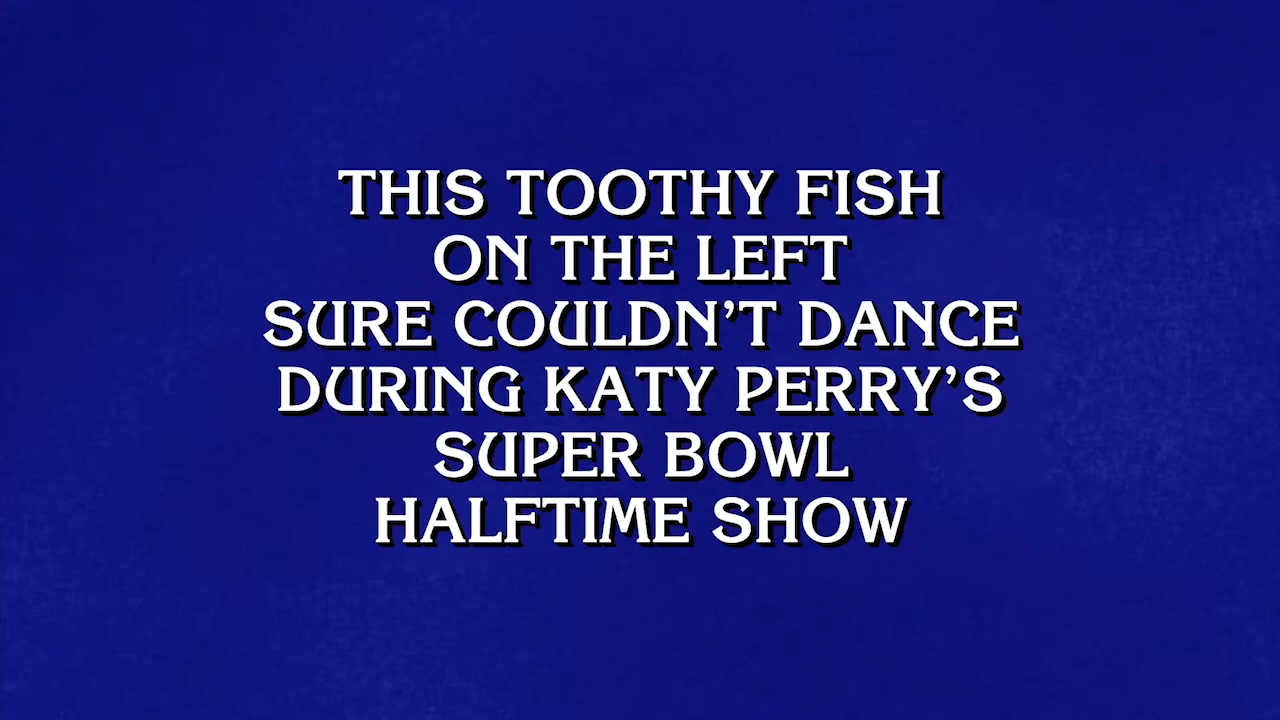 THIS TOOTHY FISH
ON THE LEFT
SURE COULDN'T DANCE
DURING KATY PERRY'S
SUPER BOWL
HALFTIME SHOW